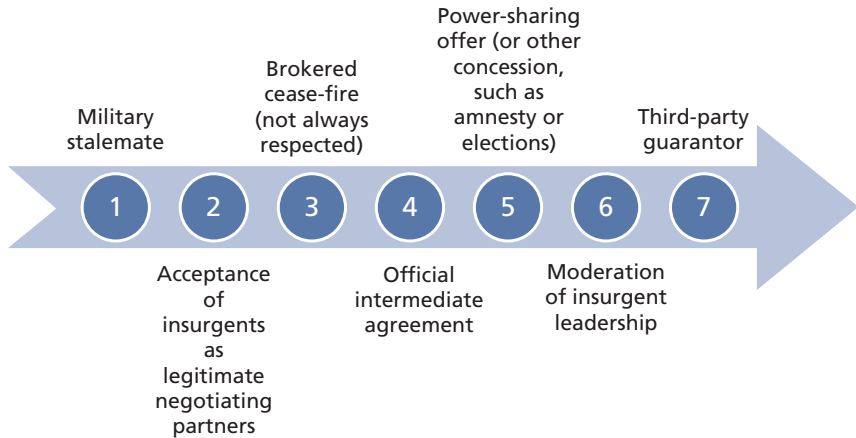 Military
stalemate
1
Acceptance
of
insurgents
as
legitimate
negotiating
partners
2
Brokered
cease-fire
(not always
respected)
3
Official
intermediate
agreement
4
Power-sharing
offer (or other
concession,
such as
amnesty or
elections)
5
Moderation
of insurgent
leadership
6
Third-party
guarantor
7